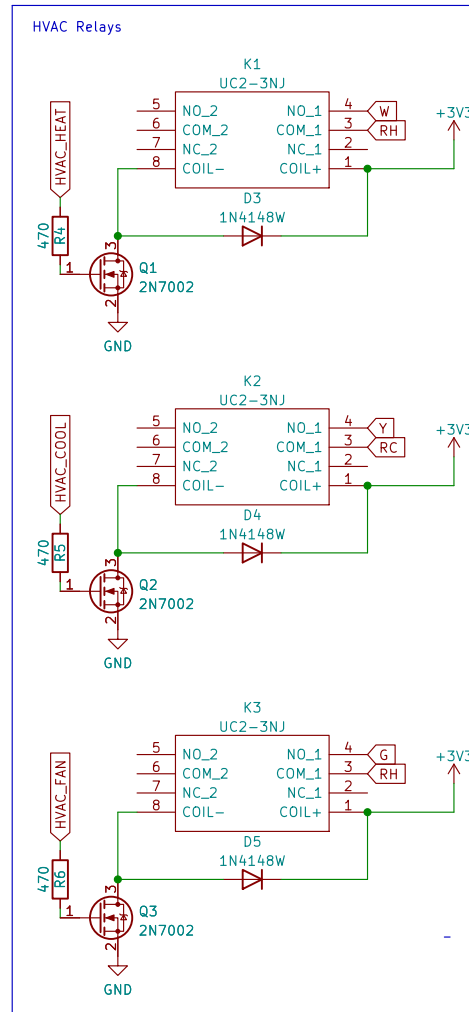 HVAC Relays
K1
UC2-3NJ
HVAC_HEAT
5 NO_2 NO_1 4 W
6 COM_2 COM_1 3 RH
7 NC_2 NC_1 2
8 COIL- COIL+ 1
+3V3
D3
1N4148W
470 R4
3
1
2
Q1
2N7002
GND
K2
UC2-3NJ
HVAC_COOL
5 NO_2 NO_1 4 Y
6 COM_2 COM_1 3 RC
7 NC_2 NC_1 2
8 COIL- COIL+ 1
+3V3
D4
1N4148W
470 R5
3
1
2
Q2
2N7002
GND
K3
UC2-3NJ
HVAC_FAN
5 NO_2 NO_1 4 G
6 COM_2 COM_1 3 RH
7 NC_2 NC_1 2
8 COIL- COIL+ 1
+3V3
D5
1N4148W
470 R6
3
1
2
Q3
2N7002
GND